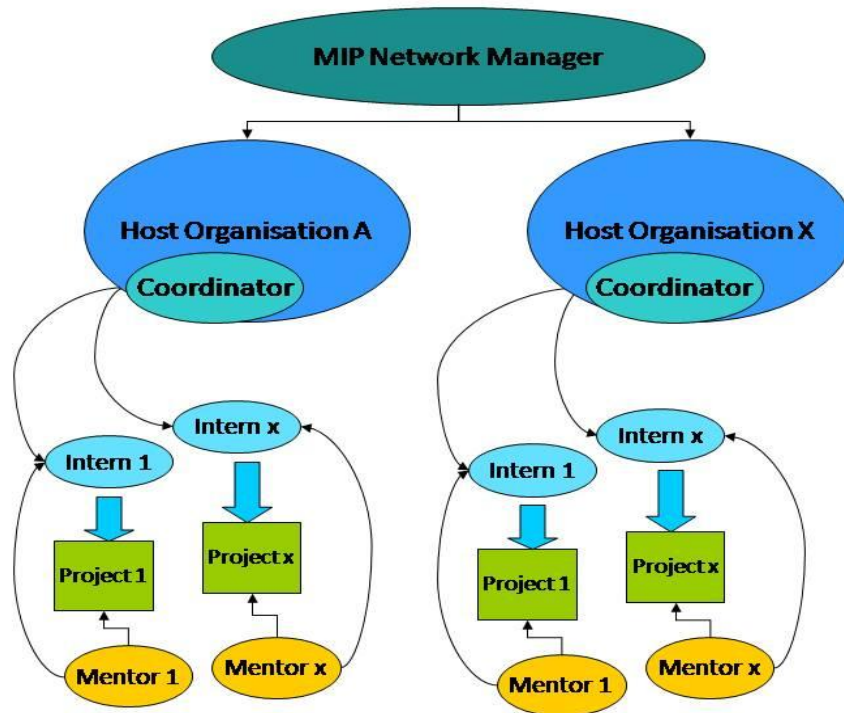 MIP Network Manager
Host Organisation A
Coordinator
Host Organisation X
Coordinator
Intern x
Intern 1
Project x
Project 1
Mentor x
Mentor 1
Intern x
Intern 1
Project x
Project 1
Mentor x
Mentor 1